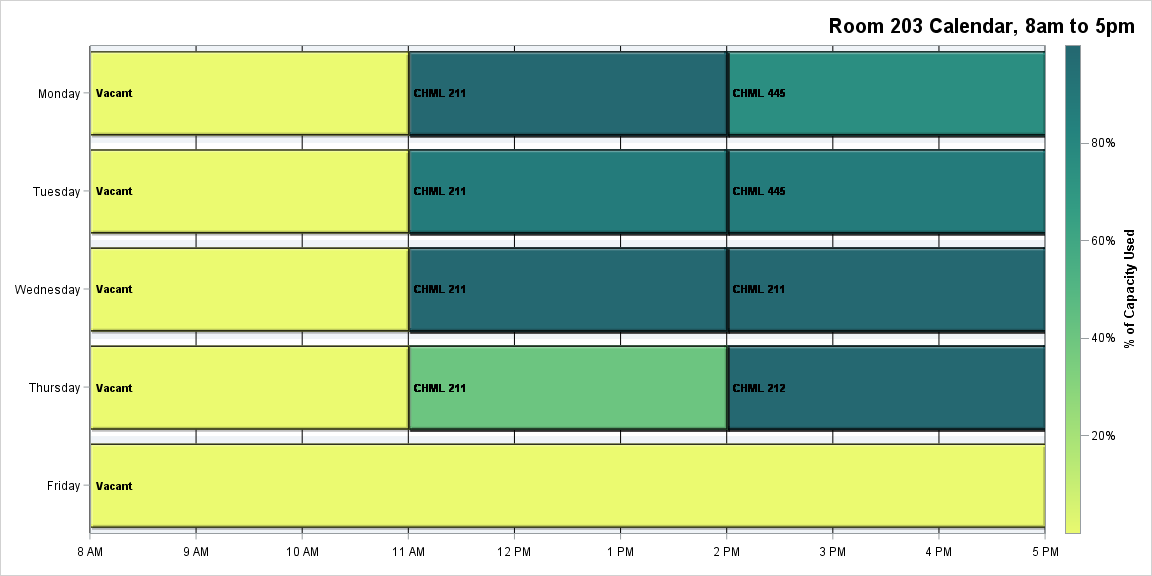 Room 203 Calendar, 8am to 5pm
Monday
Vacant
CHML 211
CHML 445
Tuesday
Vacant
CHML 211
CHML 445
Wednesday
Vacant
CHML 211
CHML 211
Thursday
Vacant
CHML 211
CHML 212
Friday
Vacant
8 AM
9 AM
10 AM
11 AM
12 PM
1 PM
2 PM
3 PM
4 PM
5 PM
80%
60%
40%
20%
% of Capacity Used